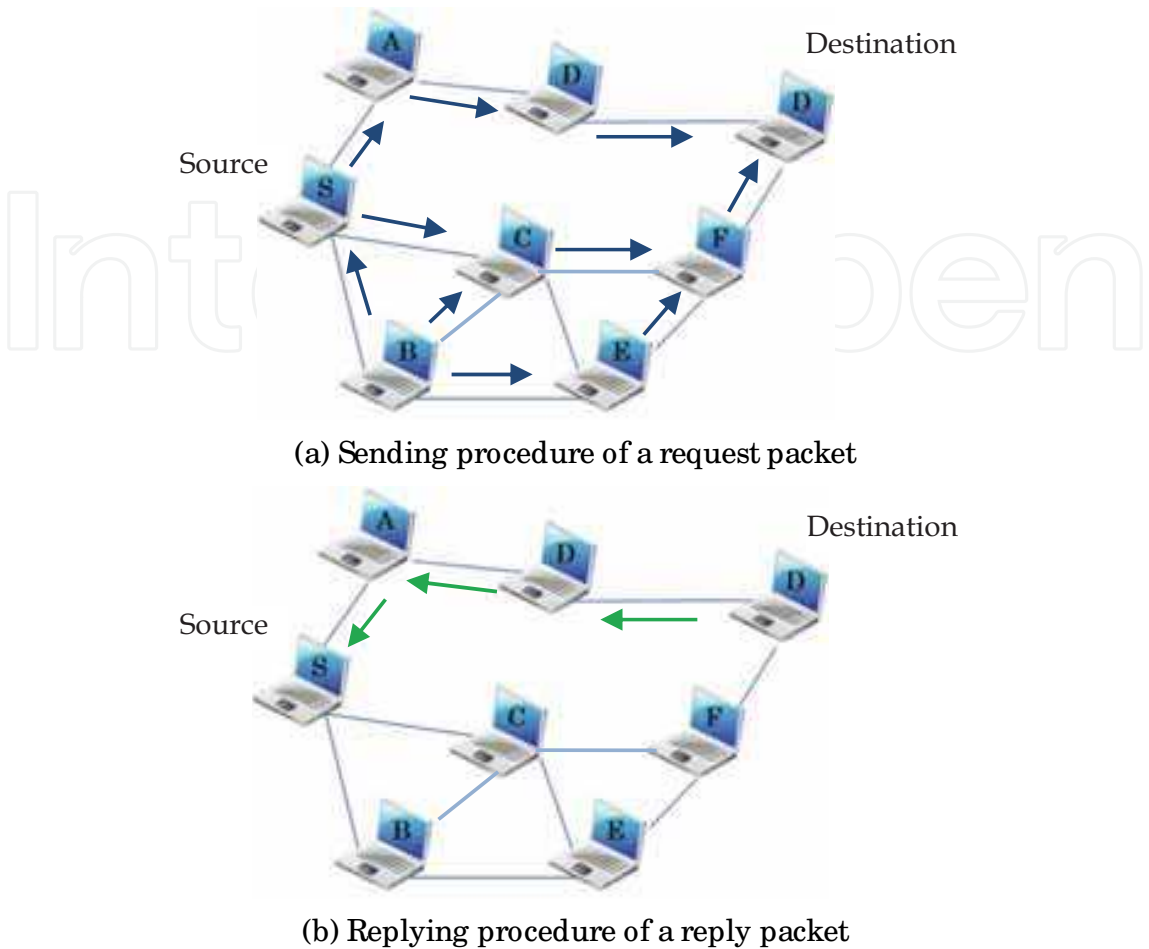 A
D
Destination
D
Source
S
C
F
B
E
(a) Sending procedure of a request packet
A
D
Destination
D
Source
S
C
F
B
E
(b) Replying procedure of a reply packet